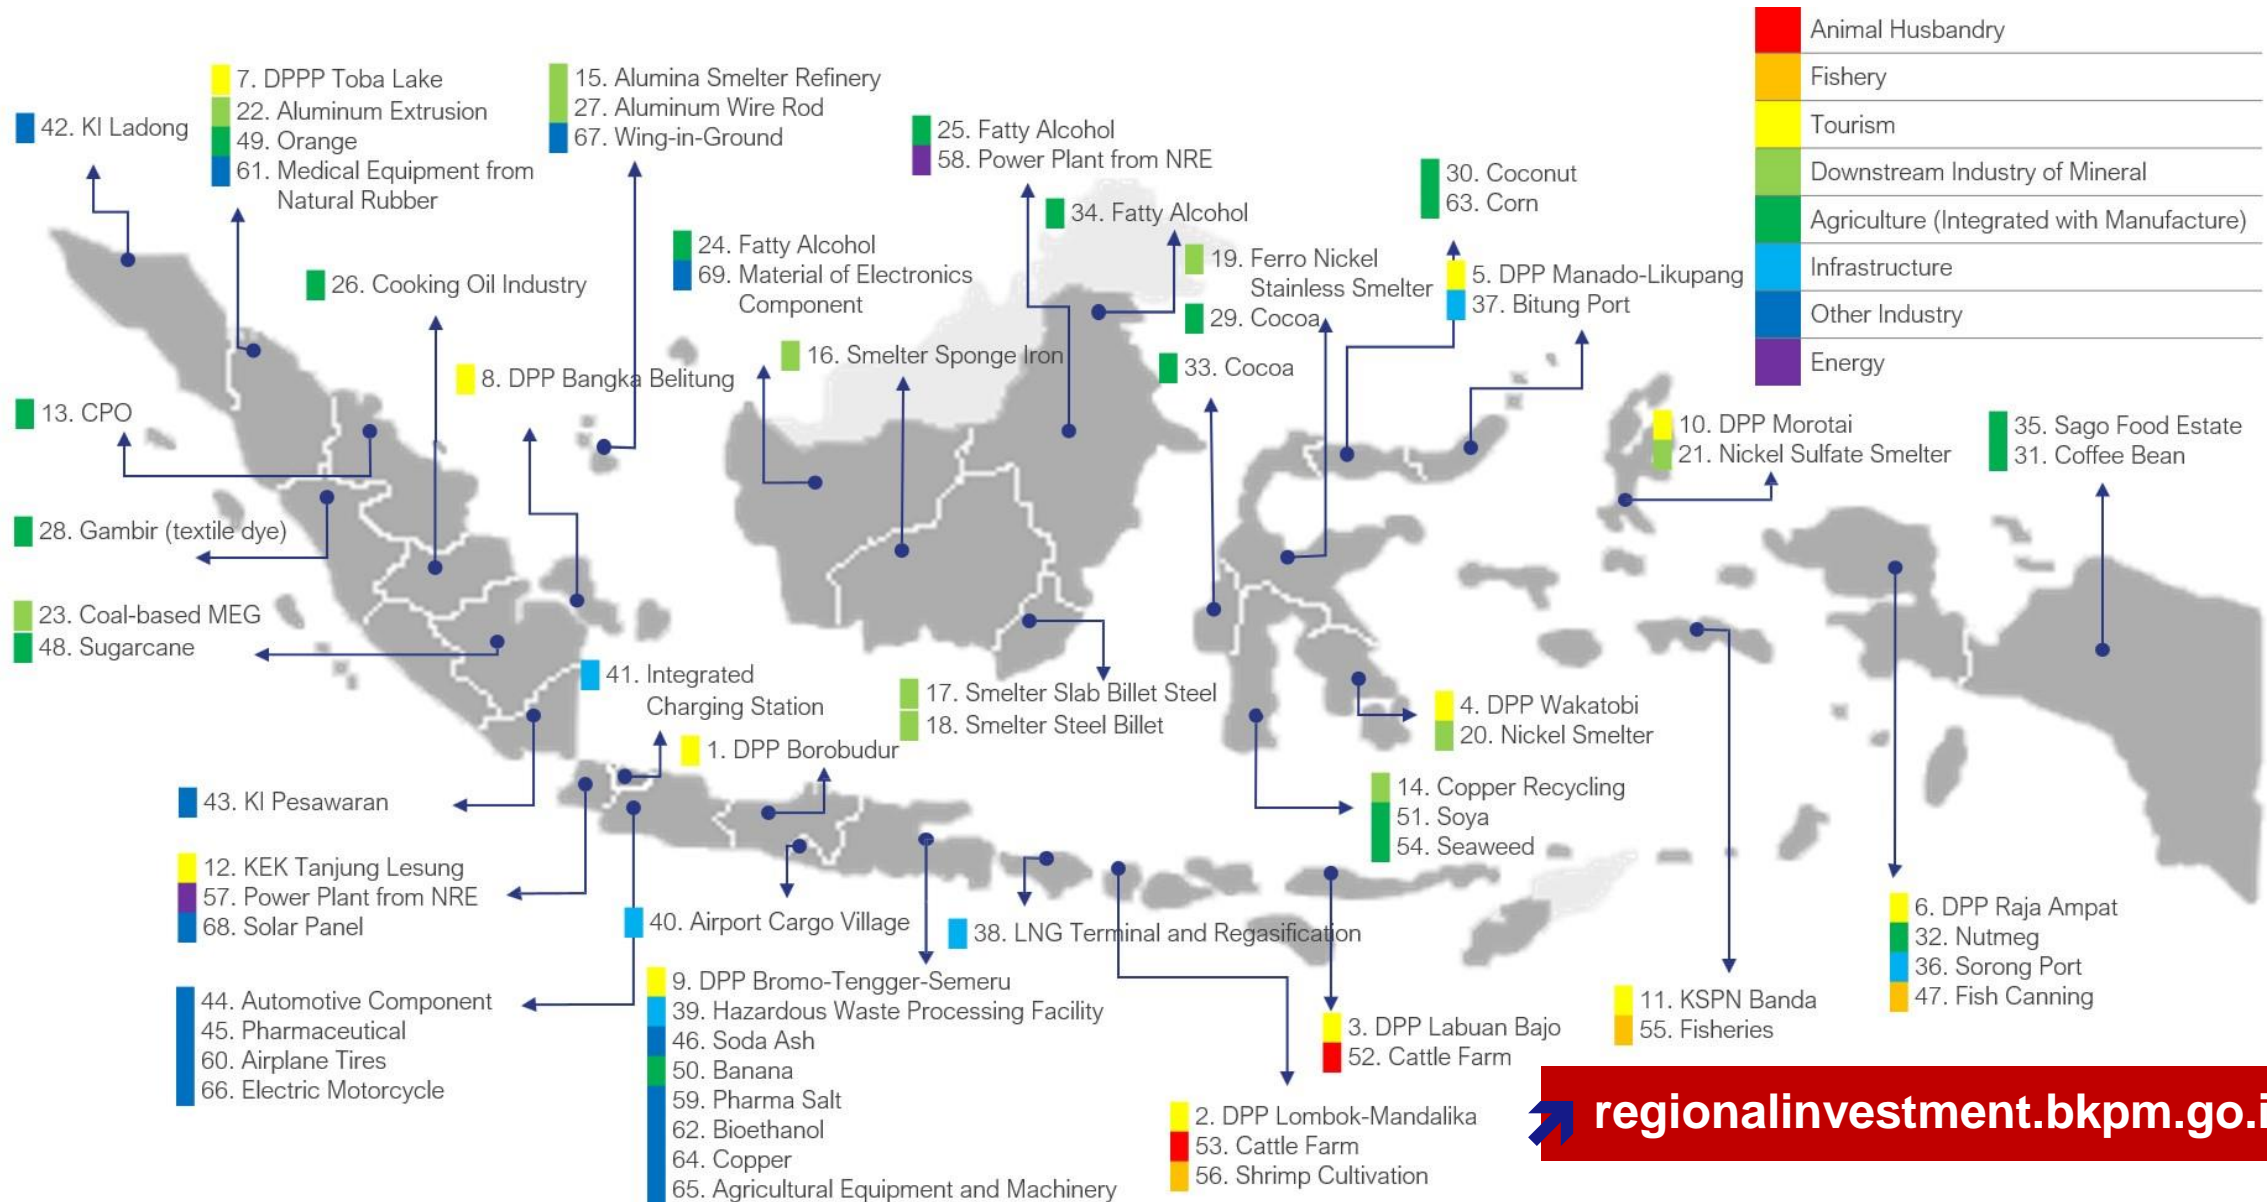 Animal Husbandry
Fishery
Tourism
Downstream Industry of Mineral
Agriculture (Integrated with Manufacture)
Infrastructure
Other Industry
Energy
42. KI Ladong
7. DPPP Toba Lake
22. Aluminum Extrusion
49. Orange
61. Medical Equipment from
Natural Rubber
15. Alumina Smelter Refinery
27. Aluminum Wire Rod
67. Wing-in-Ground
25. Fatty Alcohol
58. Power Plant from NRE
34. Fatty Alcohol
30. Coconut
63. Corn
24. Fatty Alcohol
69. Material of Electronics
Component
19. Ferro Nickel
Stainless Smelter
29. Cocoa
5. DPP Manado-Likupang
37. Bitung Port
26. Cooking Oil Industry
16. Smelter Sponge Iron
33. Cocoa
8. DPP Bangka Belitung
13. CPO
10. DPP Morotai
21. Nickel Sulfate Smelter
35. Sago Food Estate
31. Coffee Bean
28. Gambir (textile dye)
23. Coal-based MEG
48. Sugarcane
41. Integrated
Charging Station
17. Smelter Slab Billet Steel
18. Smelter Steel Billet
4. DPP Wakatobi
20. Nickel Smelter
1. DPP Borobudur
43. KI Pesawaran
14. Copper Recycling
51. Soya
54. Seaweed
12. KEK Tanjung Lesung
57. Power Plant from NRE
68. Solar Panel
40. Airport Cargo Village
38. LNG Terminal and Regasification
6. DPP Raja Ampat
32. Nutmeg
36. Sorong Port
47. Fish Canning
44. Automotive Component
45. Pharmaceutical
60. Airplane Tires
66. Electric Motorcycle
9. DPP Bromo-Tengger-Semeru
39. Hazardous Waste Processing Facility
46. Soda Ash
50. Banana
59. Pharma Salt
62. Bioethanol
64. Copper
65. Agricultural Equipment and Machinery
3. DPP Labuan Bajo
52. Cattle Farm
11. KSPN Banda
55. Fisheries
2. DPP Lombok-Mandalika
53. Cattle Farm
56. Shrimp Cultivation
regionalinvestment.bkpm.go.i